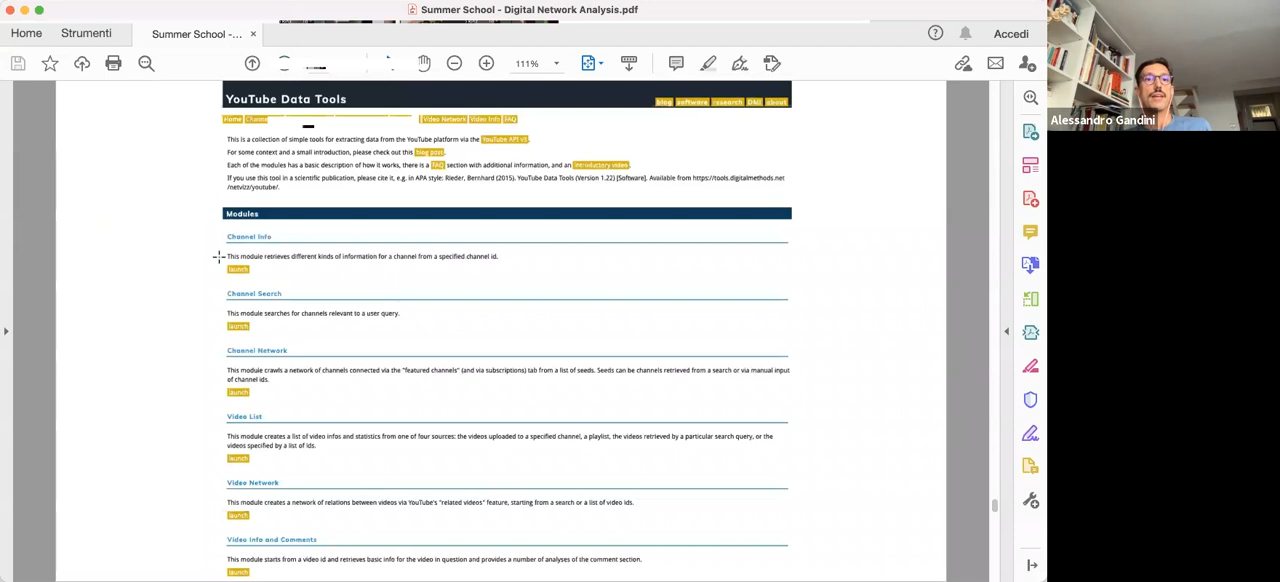 Summer School - Digital Network Analysis.pdf
Home Strumenti Summer School -... × Accedi
111%
Alessandro Gandini
YouTube Data Tools
blog software research DMI about
Home Channe Video Network Video Info FAQ
This is a collection of simple tools for extracting data from the YouTube platform via the YouTube API v3.
For some context and a small introduction, please check out this blog post.
Each of the modules has a basic description of how it works, there is a FAQ section with additional information, and an introductory video.
If you use this tool in a scientific publication, please cite it, e.g. in APA style: Rieder, Bernhard (2015). YouTube Data Tools (Version 1.22) [Software]. Available from https://tools.digitalmethods.net
/netvizz/youtube/.
Modules
Channel Info
This module retrieves different kinds of information for a channel from a specified channel id.
launch
Channel Search
This module searches for channels relevant to a user query.
launch
Channel Network
This module crawls a network of channels connected via the "featured channels" (and via subscriptions) tab from a list of seeds. Seeds can be channels retrieved from a search or via manual input
of channel ids.
launch
Video List
This module creates a list of video infos and statistics from one of four sources: the videos uploaded to a specified channel, a playlist, the videos retrieved by a particular search query, or the
videos specified by a list of ids.
launch
Video Network
This module creates a network of relations between videos via YouTube's "related videos" feature, starting from a search or a list of video ids.
launch
Video Info and Comments
This module starts from a video id and retrieves basic info for the video in question and provides a number of analyses of the comment section.
launch